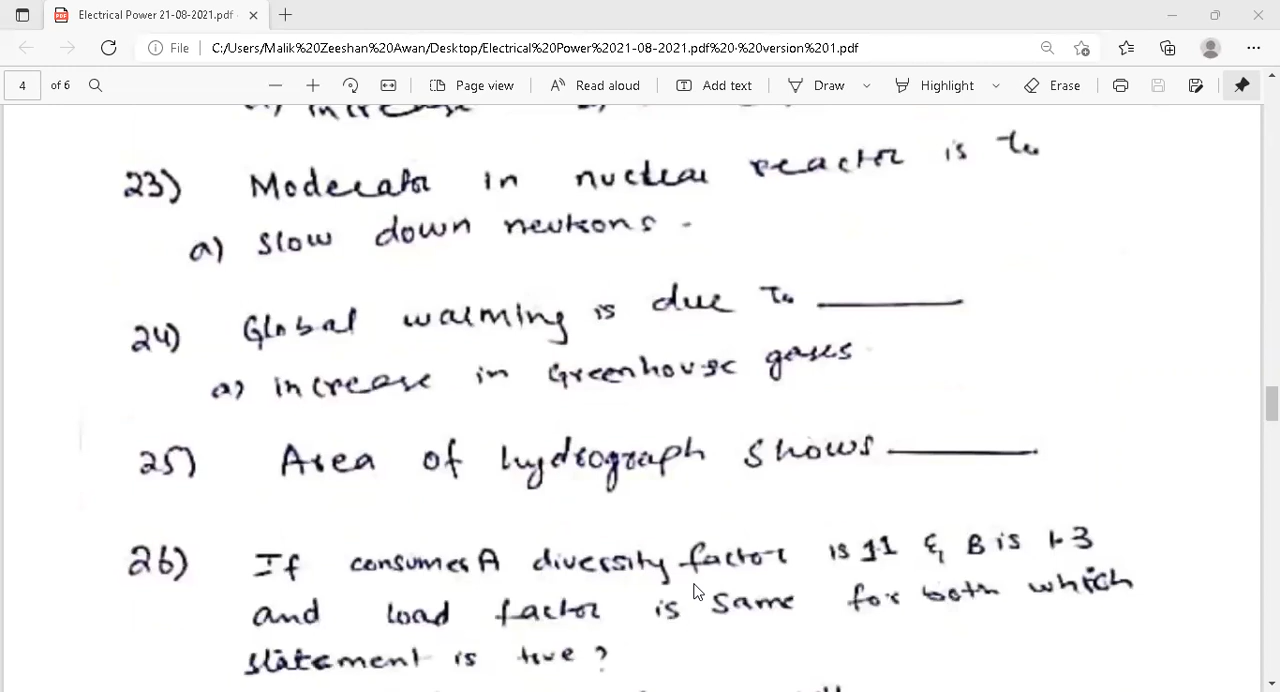 Electrical Power 21-08-2021.pdf
File C:/Users/Malik%20Zeeshan%20Awan/Desktop/Electrical%20Power%2021-08-2021.pdf%20-%20version%201.pdf
4 of 6 Page view Read aloud Add text Draw Highlight Erase
a) increase
23) Moderator in nuclear reactor is to
a) slow down neutrons.
24) Global warming is due to
a) increase in Greenhouse gases
25) Area of hydrograph shows
26) If consumer A diversity factor is 1.1 & B is 1.3
and load factor is same for both which
statement is true?